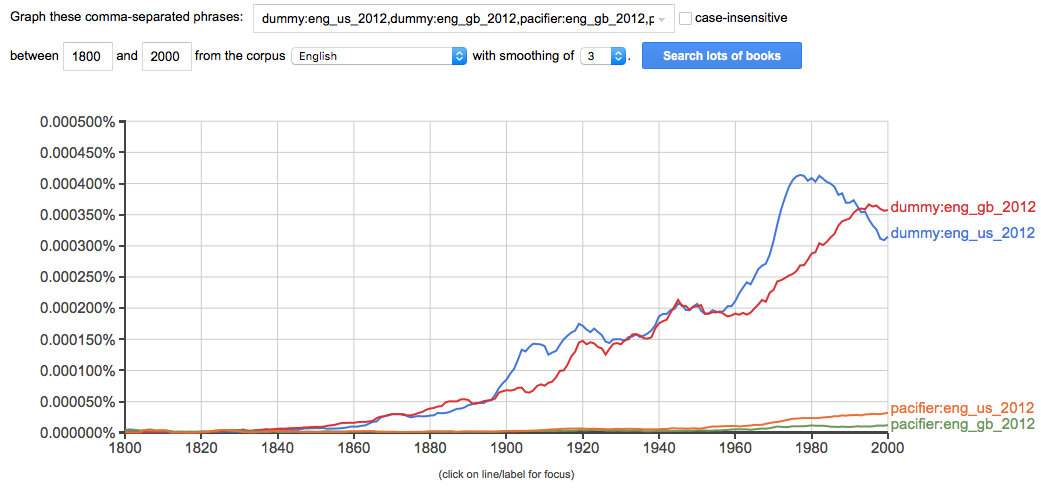 Graph these comma-separated phrases: dummy:eng_us_2012,dummy:eng_gb_2012,pacifier:eng_gb_2012,p case-insensitive
between 1800 and 2000 from the corpus English with smoothing of 3 . Search lots of books
0.000500%
0.000450%
0.000400%
0.000350%
0.000300%
0.000250%
0.000200%
0.000150%
0.000100%
0.000050%
0.000000%
dummy:eng_gb_2012
dummy:eng_us_2012
pacifier:eng_us_2012
pacifier:eng_gb_2012
1800 1820 1840 1860 1880 1900 1920 1940 1960 1980 2000
(click on line/label for focus)